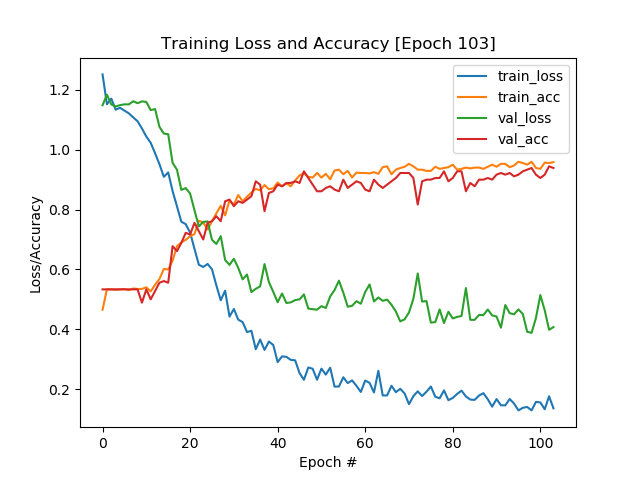 Training Loss and Accuracy [Epoch 103]
train_loss
train_acc
val_loss
val_acc
Loss/Accuracy
1.2
1.0
0.8
0.6
0.4
0.2
0 20 40 60 80 100
Epoch #